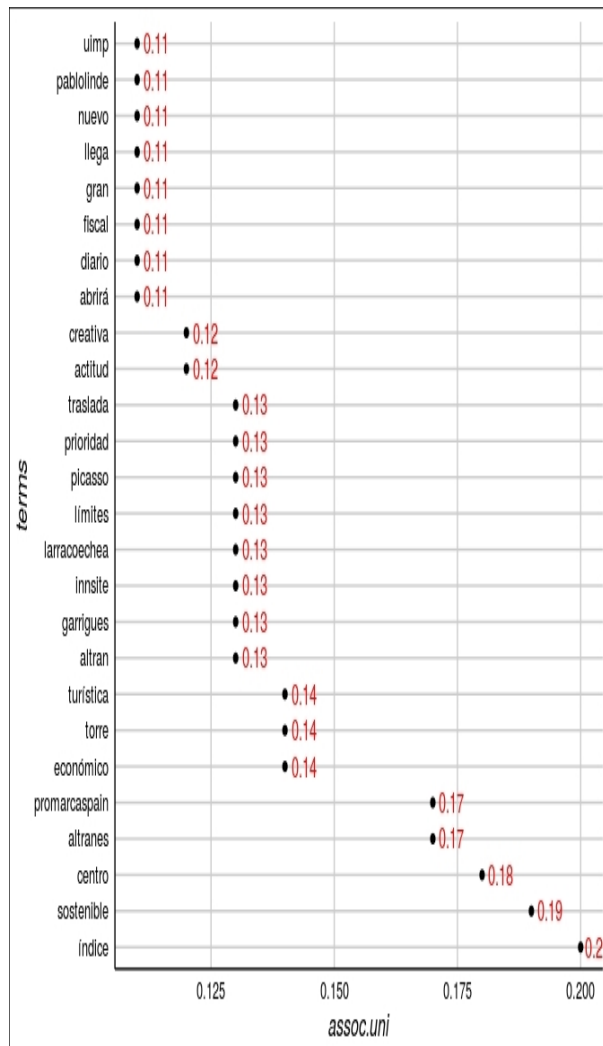 uimp 0.11
pablolinde 0.11
nuevo 0.11
llega 0.11
gran 0.11
fiscal 0.11
diario 0.11
abrirá 0.11
creativa 0.12
actitud 0.12
traslada 0.13
prioridad 0.13
picasso 0.13
límites 0.13
larracoechea 0.13
innsite 0.13
garrigues 0.13
altran 0.13
turística 0.14
torre 0.14
económico 0.14
promarcaspain 0.17
altranes 0.17
centro 0.18
sostenible 0.19
índice 0.2
terms
0.125 0.150 0.175 0.200
assoc.uni